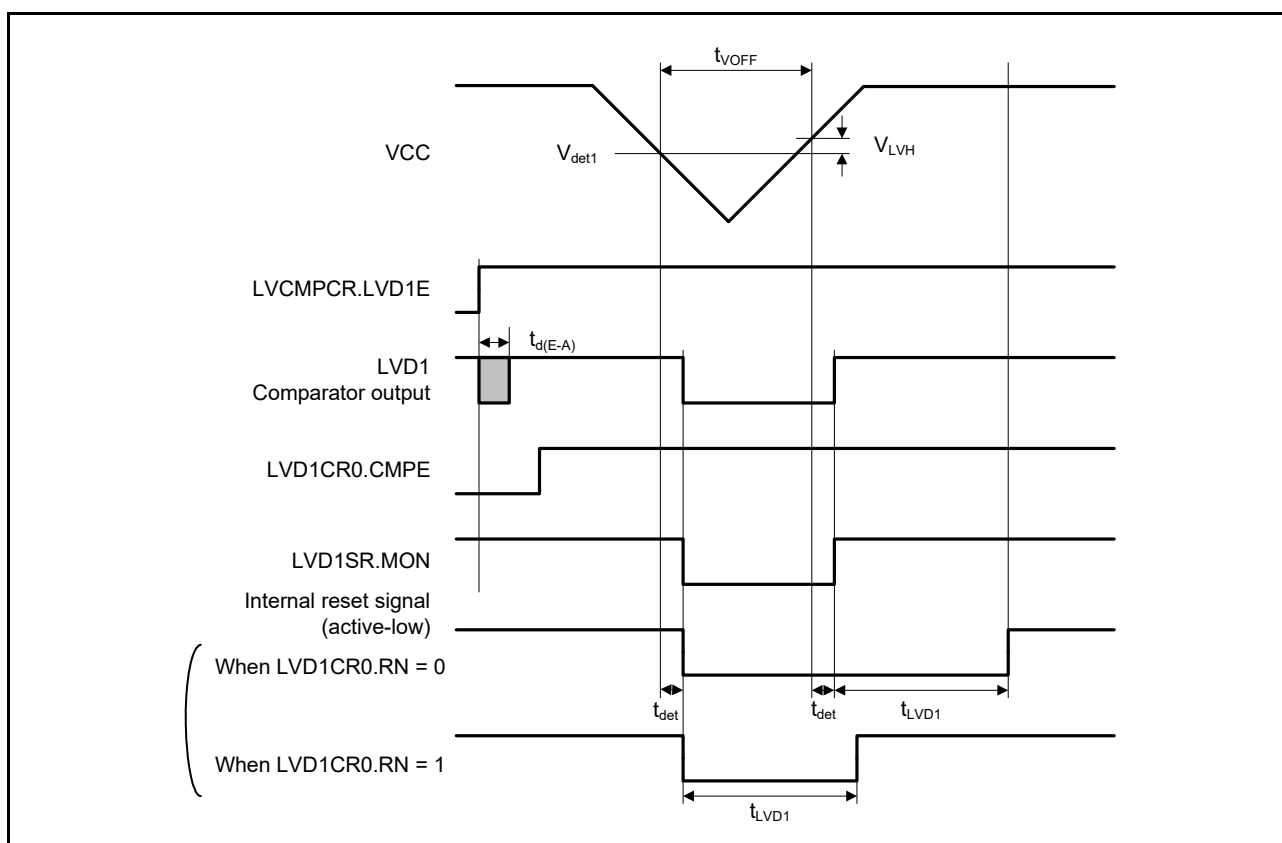 tVOFF
VCC
Vdet1
VLVH
LVCMPCR.LVD1E
td(E-A)
LVD1
Comparator output
LVD1CR0.CMPE
LVD1SR.MON
Internal reset signal
(active-low)
When LVD1CR0.RN = 0
tdet
tdet
tLVD1
When LVD1CR0.RN = 1
tLVD1